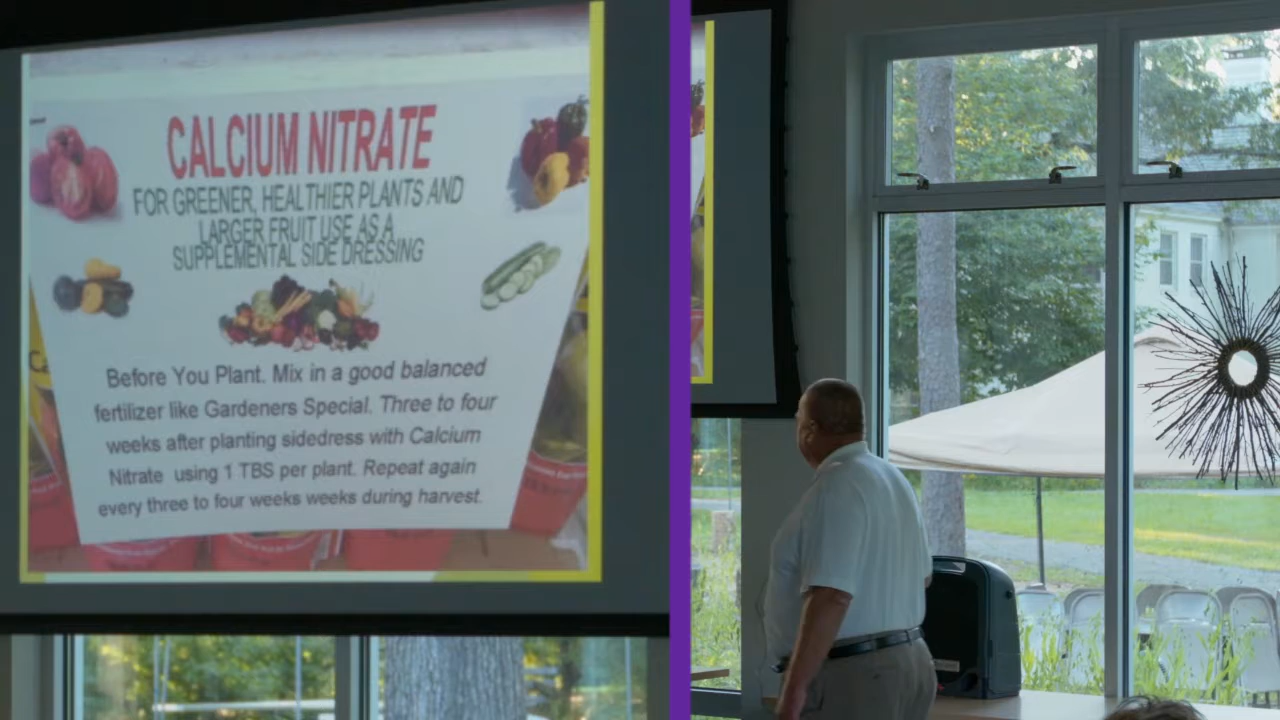 CALCIUM NITRATE
FOR GREENER, HEALTHIER PLANTS AND
LARGER FRUIT USE AS A
SUPPLEMENTAL SIDE DRESSING
Before You Plant. Mix in a good balanced
fertilizer like Gardeners Special. Three to four
weeks after planting sidedress with Calcium
Nitrate using 1 TBS per plant. Repeat again
every three to four weeks weeks during harvest.
Ca